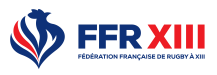 FFR XIII
FÉDÉRATION FRANÇAISE DE RUGBY À XIII